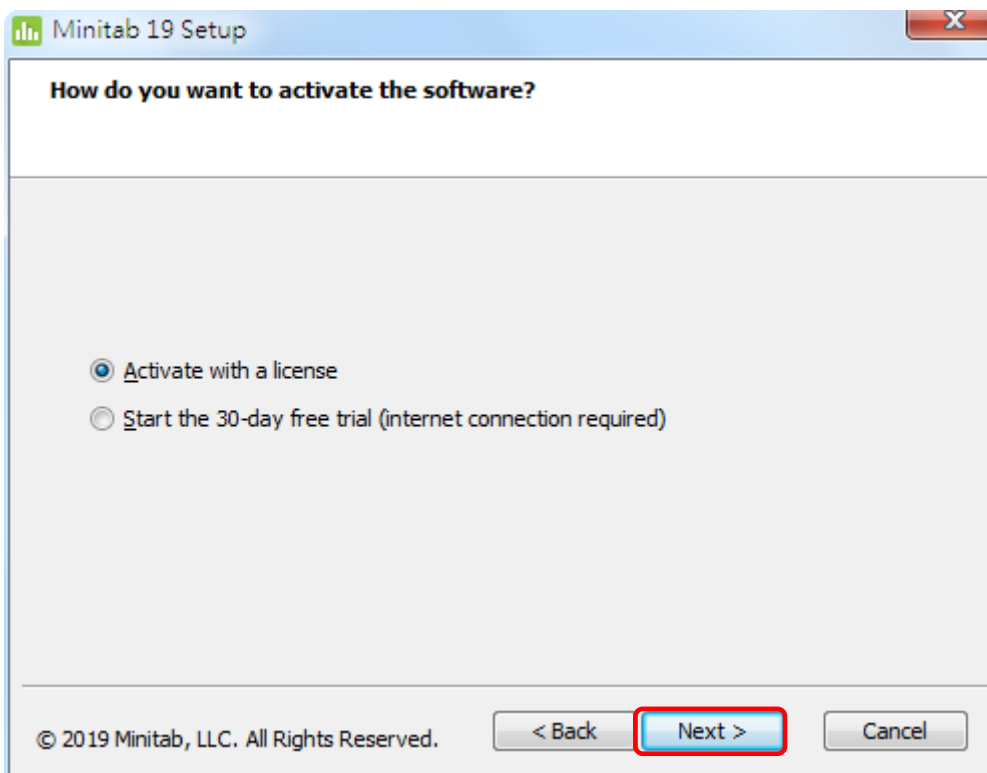 Minitab 19 Setup
How do you want to activate the software?
Activate with a license
Start the 30-day free trial (internet connection required)
© 2019 Minitab, LLC. All Rights Reserved.
< Back
Next >
Cancel